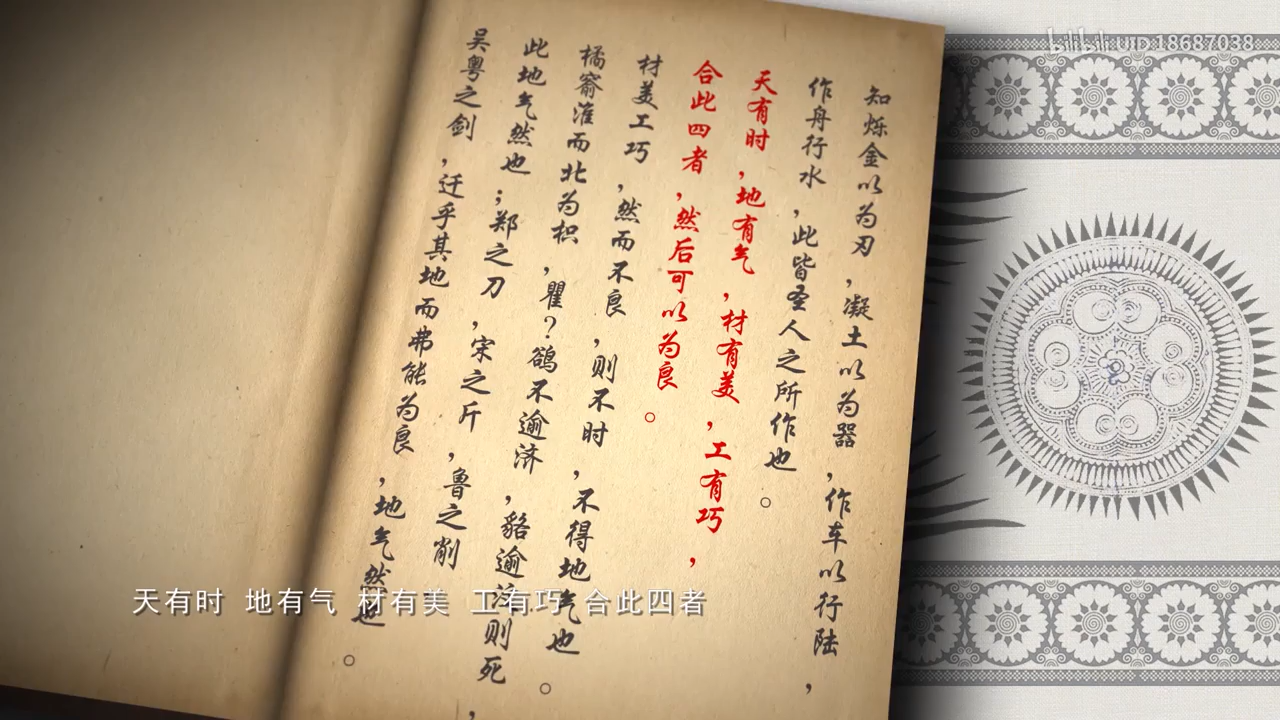 知烁金以为刃，凝土以为器，作车以行陆，
作舟行水，此皆圣人之所作也。
天有时，地有气，材有美，工有巧，
合此四者，然后可以为良。
材美工巧，然而不良，则不时，不得地气也。
橘窬淮而北为枳，瞿？鹆不逾济，貉逾汶则死，
此地气然也；郑之刀，宋之斤，鲁之削
吴粤之剑，迁乎其地而弗能为良，地气然也。
天有时 地有气 材有美 工有巧 合此四者
bilibili UID:18687038